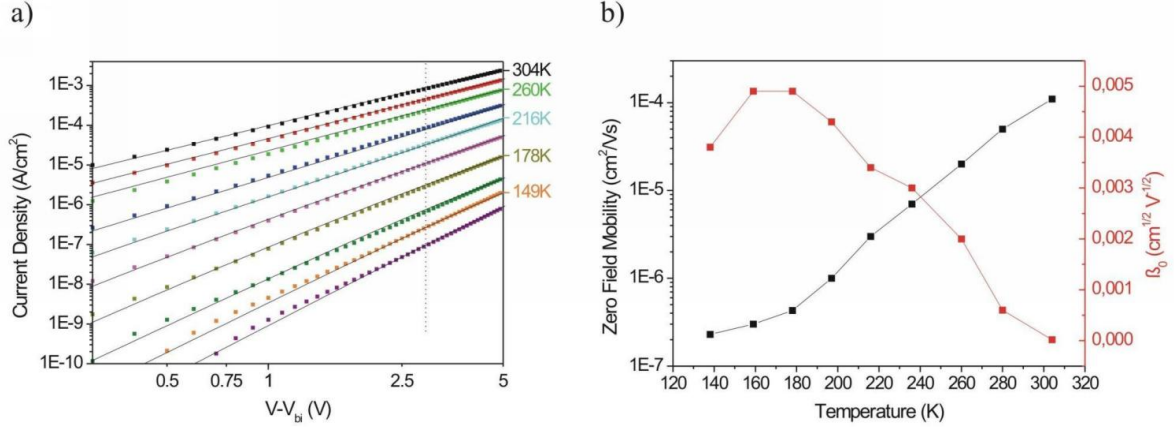 a)
Current Density (A/cm²)
1E-3
1E-4
1E-5
1E-6
1E-7
1E-8
1E-9
1E-10
304K
260K
216K
178K
149K
0.5
0.75
1
2.5
5
V-V_bi (V)
b)
Zero Field Mobility (cm²/Vs)
1E-4
1E-5
1E-6
1E-7
0,005
0,004
0,003
0,002
0,001
0,000
ß₀ (cm^1/2 V^-1/2)
120 140 160 180 200 220 240 260 280 300 320
Temperature (K)